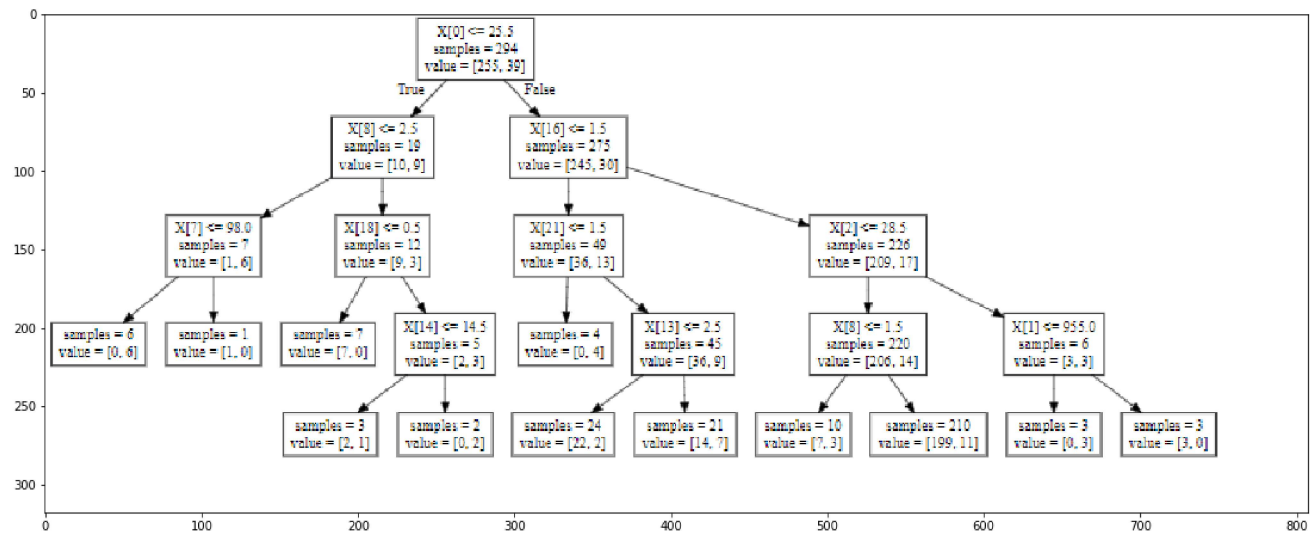 0
50
100
150
200
250
300
X[0] <= 25.5
samples = 294
value = [255, 39]
True
False
X[8] <= 2.5
samples = 19
value = [10, 9]
X[16] <= 1.5
samples = 275
value = [245, 30]
X[7] <= 98.0
samples = 7
value = [1, 6]
X[18] <= 0.5
samples = 12
value = [9, 3]
X[21] <= 1.5
samples = 49
value = [36, 13]
X[2] <= 28.5
samples = 226
value = [209, 17]
samples = 6
value = [0, 6]
samples = 1
value = [1, 0]
samples = 7
value = [7, 0]
X[14] <= 14.5
samples = 5
value = [2, 3]
samples = 4
value = [0, 4]
X[13] <= 2.5
samples = 45
value = [36, 9]
X[8] <= 1.5
samples = 220
value = [206, 14]
X[1] <= 955.0
samples = 6
value = [3, 3]
samples = 3
value = [2, 1]
samples = 2
value = [0, 2]
samples = 24
value = [22, 2]
samples = 21
value = [14, 7]
samples = 10
value = [7, 3]
samples = 210
value = [199, 11]
samples = 3
value = [0, 3]
samples = 3
value = [3, 0]
0
100
200
300
400
500
600
700
800